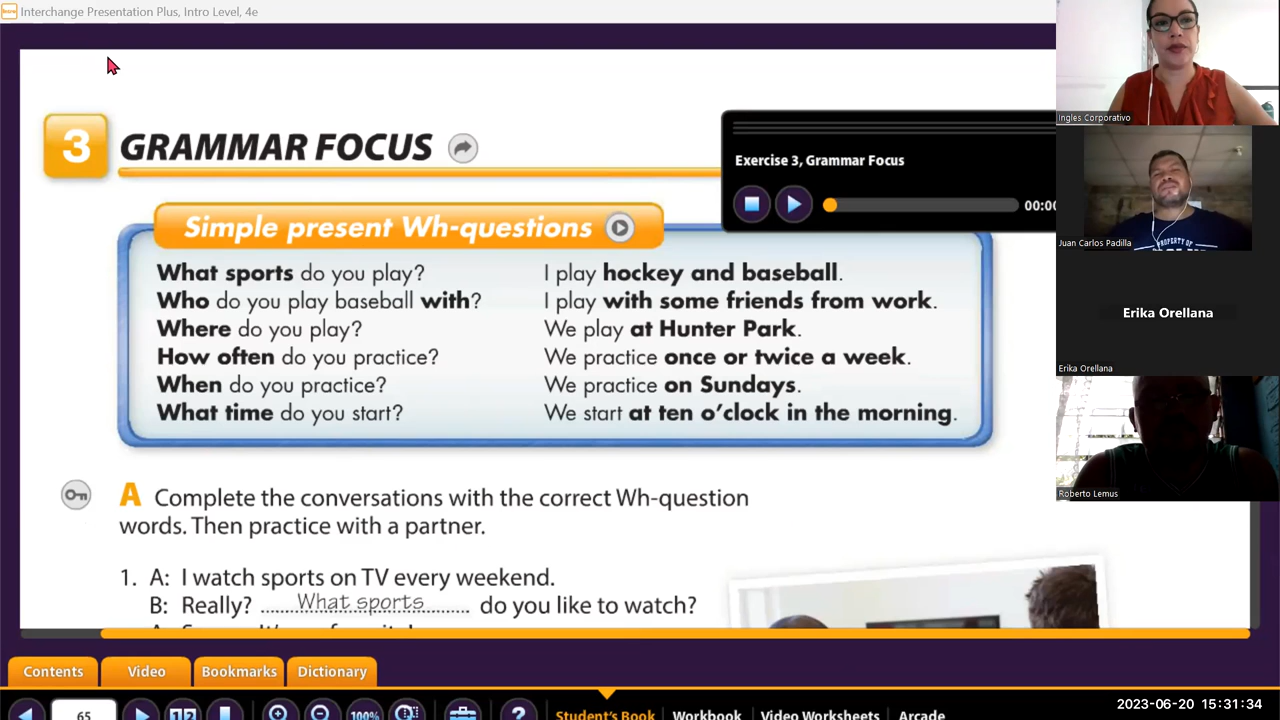 Interchange Presentation Plus, Intro Level, 4e
3 GRAMMAR FOCUS
Exercise 3, Grammar Focus
00:00
Simple present Wh-questions
What sports do you play? I play hockey and baseball.
Who do you play baseball with? I play with some friends from work.
Where do you play? We play at Hunter Park.
How often do you practice? We practice once or twice a week.
When do you practice? We practice on Sundays.
What time do you start? We start at ten o'clock in the morning.
A Complete the conversations with the correct Wh-question
words. Then practice with a partner.
1. A: I watch sports on TV every weekend.
B: Really? What sports do you like to watch?
Contents Video Bookmarks Dictionary
65 1 2 100% ? Student's Book Workbook Video Worksheets Arcade
Ingles Corporativo
PROPERTY OF
Juan Carlos Padilla
Erika Orellana
Erika Orellana
Roberto Lemus
2023-06-20 15:31:34